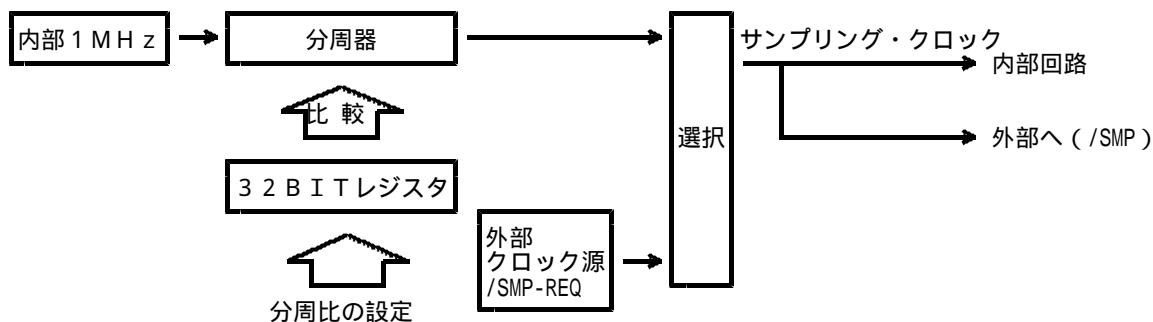 内部１ＭＨｚ
分周器
サンプリング・クロック
内部回路
比 較
選択
外部へ ( /SMP )
３２ＢＩＴレジスタ
外部
クロック源
/SMP-REQ
分周比の設定